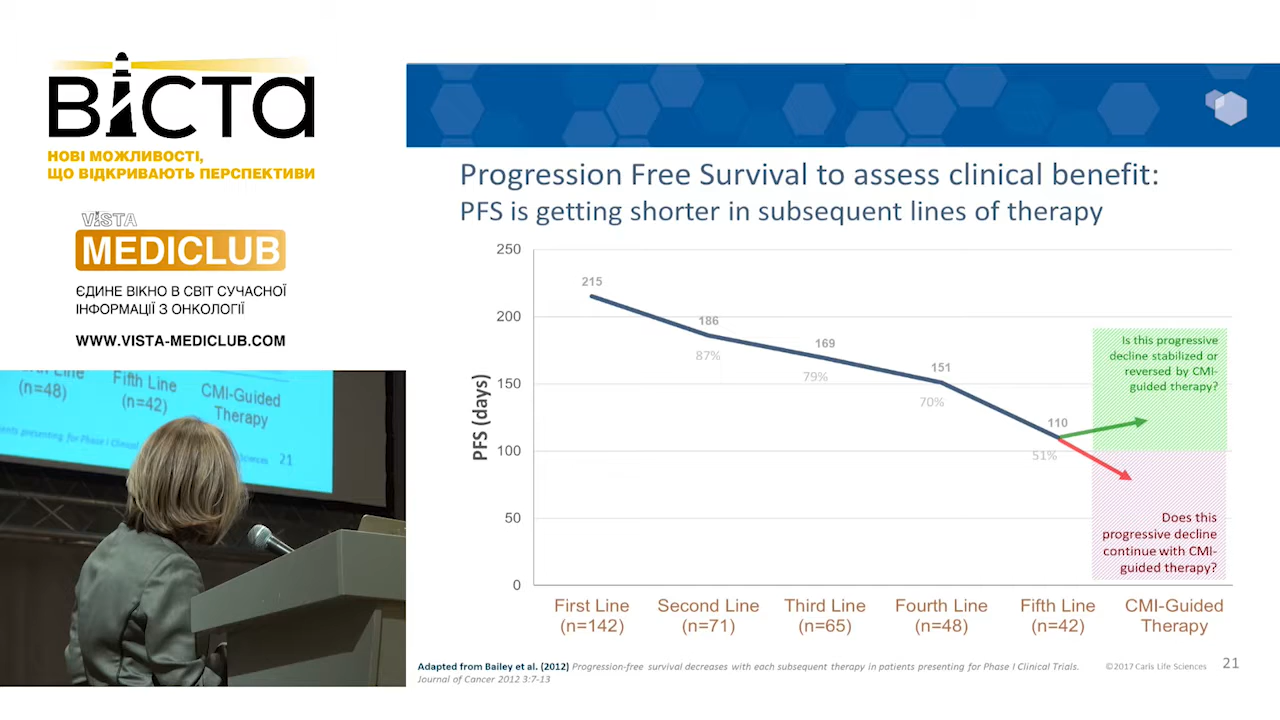 ВІСТА
НОВІ МОЖЛИВОСТІ,
ЩО ВІДКРИВАЮТЬ ПЕРСПЕКТИВИ
ViSTA
MEDICLUB
ЄДИНЕ ВІКНО В СВІТ СУЧАСНОЇ
ІНФОРМАЦІЇ З ОНКОЛОГІЇ
WWW.VISTA-MEDICLUB.COM
Line
(n=48)
Fifth Line
(n=42)
CMI-Guided
Therapy
presenting for Phase I Clinical
Sciences 21
Progression Free Survival to assess clinical benefit:
PFS is getting shorter in subsequent lines of therapy
PFS (days)
250
200
150
100
50
0
215
186
87%
169
79%
151
70%
110
51%
Is this progressive
decline stabilized or
reversed by CMI-
guided therapy?
Does this
progressive decline
continue with CMI-
guided therapy?
First Line
(n=142)
Second Line
(n=71)
Third Line
(n=65)
Fourth Line
(n=48)
Fifth Line
(n=42)
CMI-Guided
Therapy
Adapted from Bailey et al. (2012) Progression-free survival decreases with each subsequent therapy in patients presenting for Phase I Clinical Trials.
Journal of Cancer 2012 3:7-13
©2017 Caris Life Sciences
21